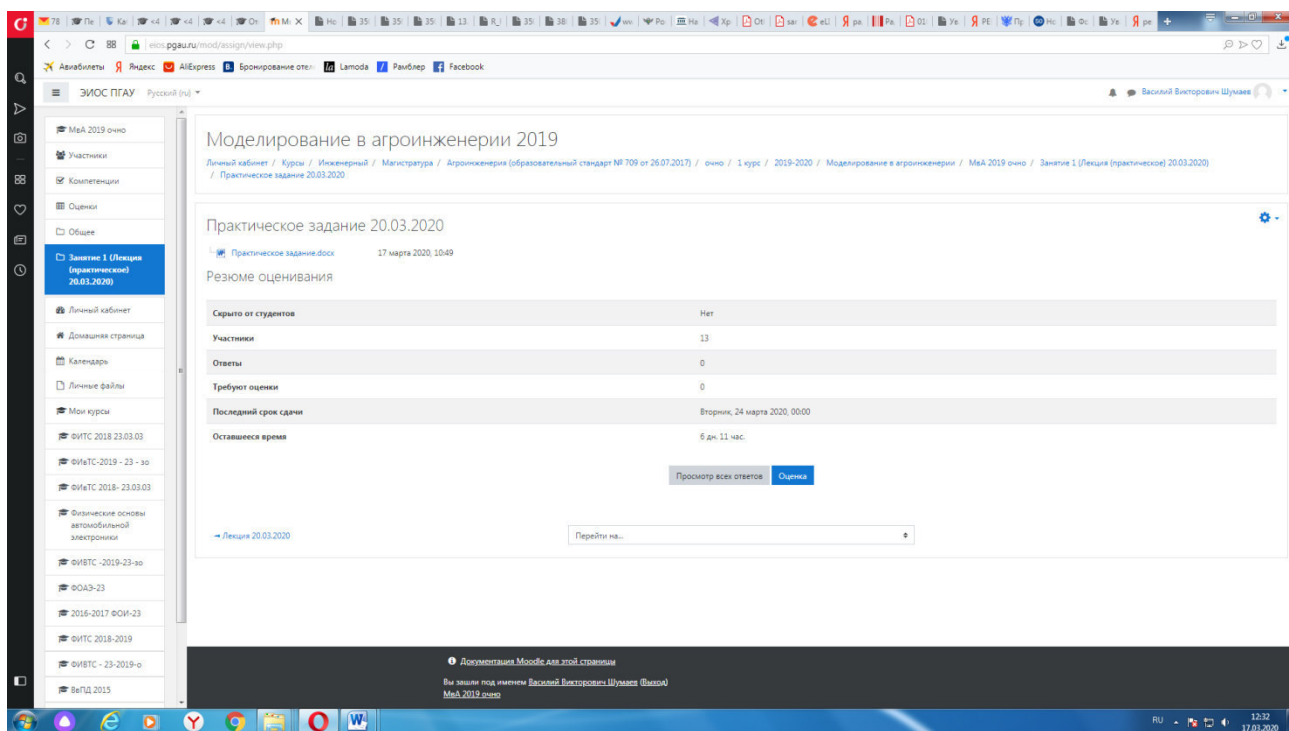 eios.pgau.ru/mod/assign/view.php
Авиабилеты Яндекс AliExpress Бронирование отел Lamoda Рамблер Facebook
ЭИОС ПГАУ Русский (ru)
Василий Викторович Шумаев
МвА 2019 очно
Участники
Компетенции
Оценки
Общее
Занятие 1 (Лекция
(практическое)
20.03.2020)
Личный кабинет
Домашняя страница
Календарь
Личные файлы
Мои курсы
ФИТС 2018 23.03.03
ФИвТС-2019 - 23 - зо
ФИвТС 2018- 23.03.03
Физические основы
автомобильной
электроники
ФИВТС -2019-23-зо
ФОАЭ-23
2016-2017 ФОИ-23
ФИТС 2018-2019
ФИВТС - 23-2019-о
ВвПД 2015
Моделирование в агроинженерии 2019
Личный кабинет / Курсы / Инженерный / Магистратура / Агроинженерия (образовательный стандарт № 709 от 26.07.2017) / очно / 1 курс / 2019-2020 / Моделирование в агроинженерии / МвА 2019 очно / Занятие 1 (Лекция (практическое) 20.03.2020)
/ Практическое задание 20.03.2020
Практическое задание 20.03.2020
Практическое задание.docx 17 марта 2020, 10:49
Резюме оценивания
Скрыто от студентов Нет
Участники 13
Ответы 0
Требуют оценки 0
Последний срок сдачи Вторник, 24 марта 2020, 00:00
Оставшееся время 6 дн. 11 час.
Просмотр всех ответов Оценка
→ Лекция 20.03.2020 Перейти на...
Документация Moodle для этой страницы
Вы зашли под именем Василий Викторович Шумаев (Выход)
МвА 2019 очно
RU
12:32
17.03.2020